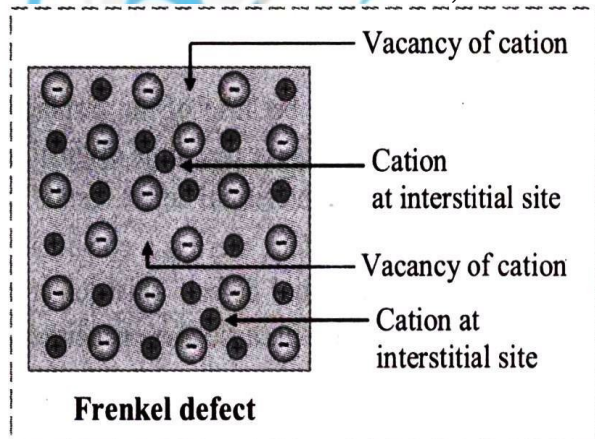 Vacancy of cation
Cation
at interstitial site
Vacancy of cation
Cation at
interstitial site
Frenkel defect